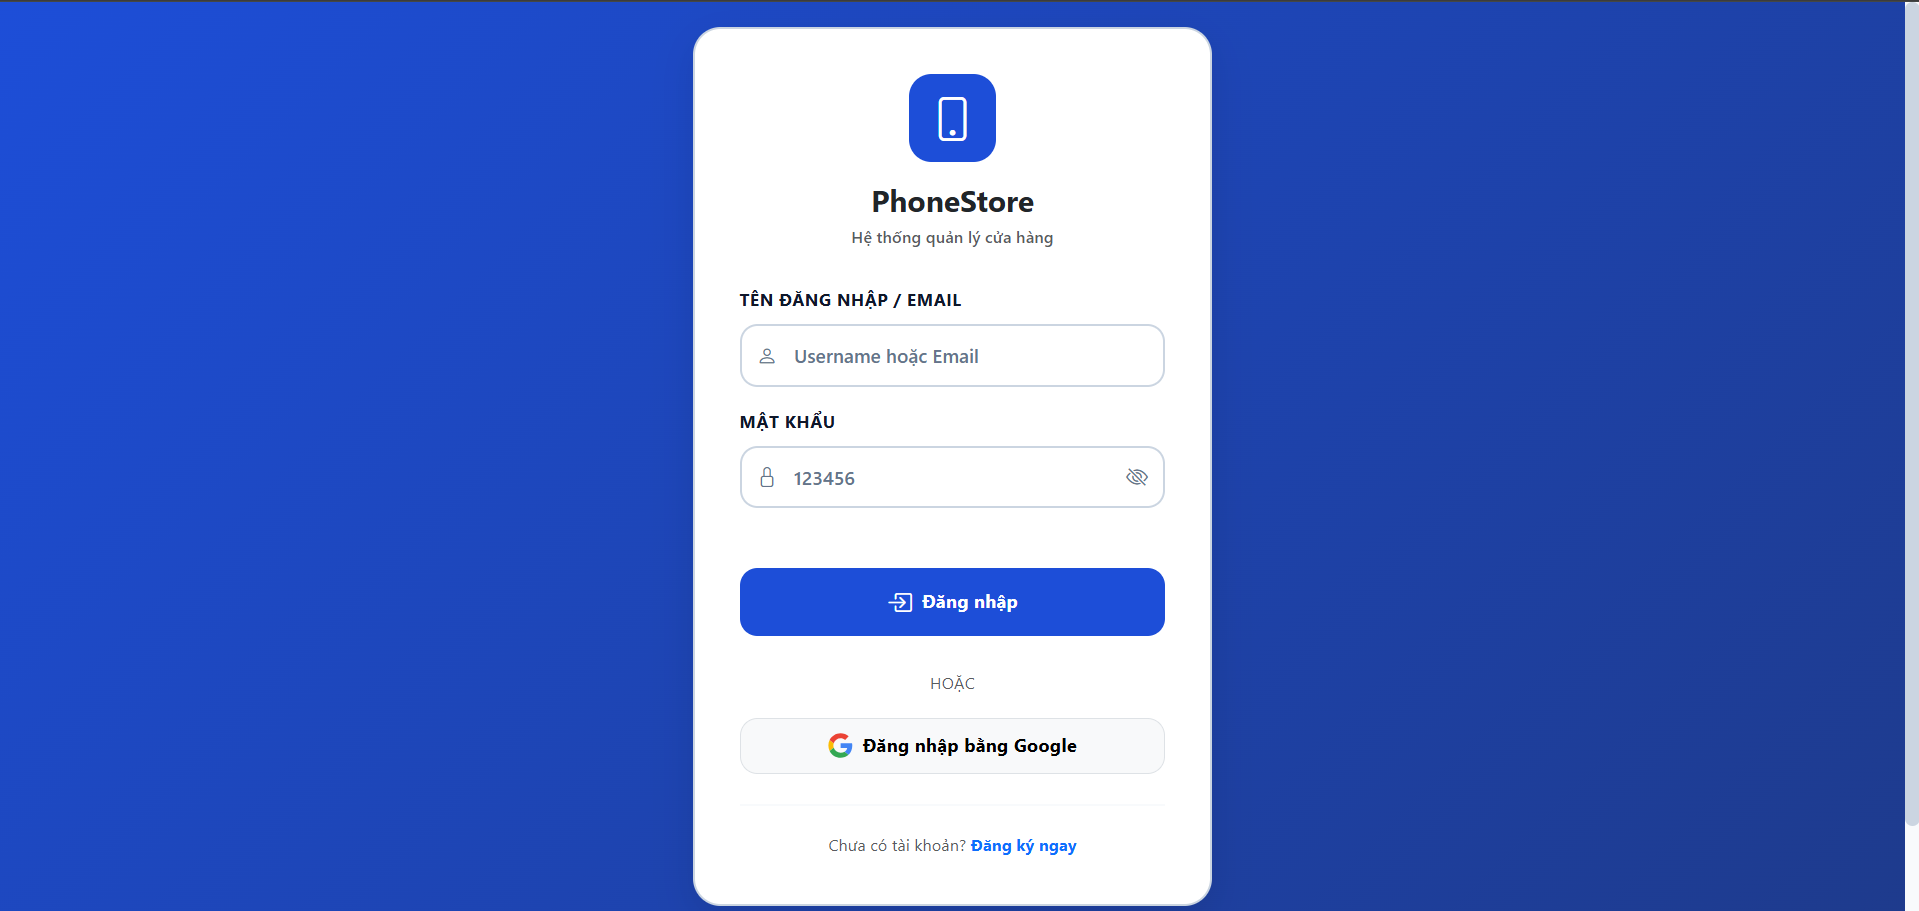 PhoneStore
Hệ thống quản lý cửa hàng
TÊN ĐĂNG NHẬP / EMAIL
Username hoặc Email
MẬT KHẨU
123456
Đăng nhập
HOẶC
Đăng nhập bằng Google
Chưa có tài khoản? Đăng ký ngay